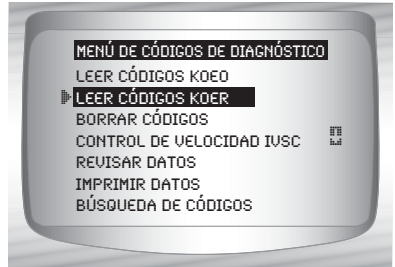 MENÚ DE CÓDIGOS DE DIAGNÓSTICO
LEER CÓDIGOS KOEO
LEER CÓDIGOS KOER
BORRAR CÓDIGOS
CONTROL DE VELOCIDAD IVSC
REVISAR DATOS
IMPRIMIR DATOS
BÚSQUEDA DE CÓDIGOS